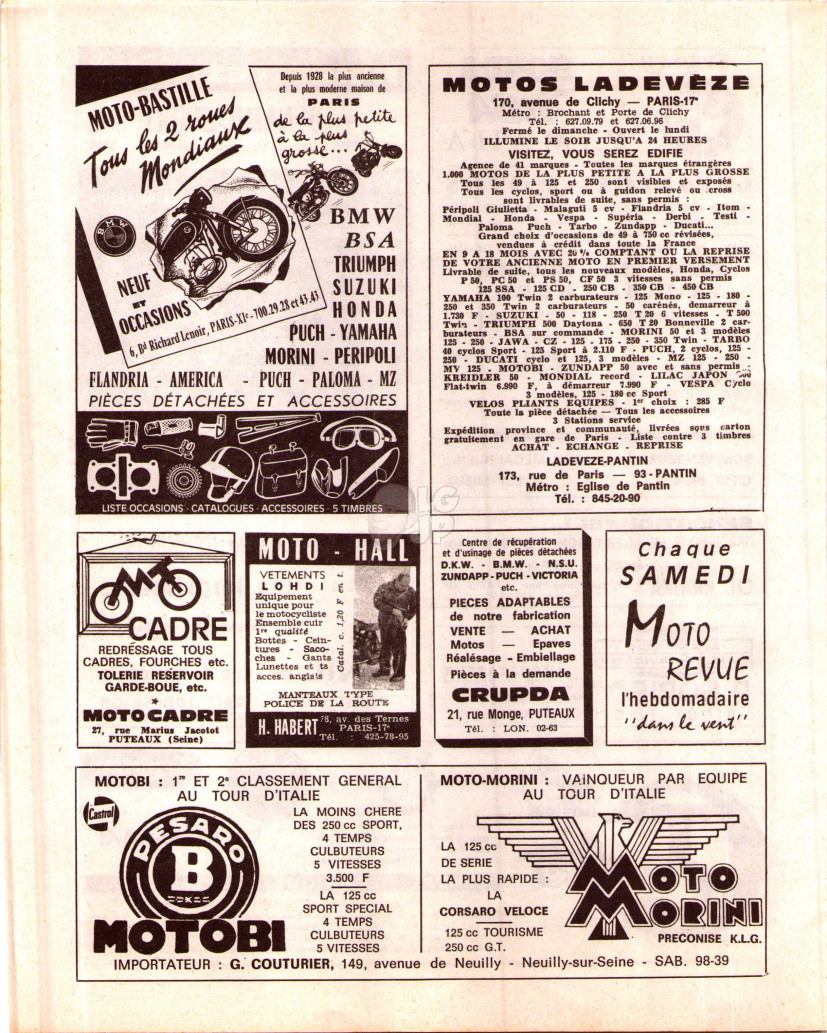 MOTO-BASTILLE
Tous les 2 roues
Mondiaux
Depuis 1928 la plus ancienne
et la plus moderne maison de
PARIS
de la plus petite
à la plus
grosse...
BMW
NEUF
ET
OCCASIONS
6, Bd Richard Lenoir, PARIS-XIe - 700.29.28 et 43.43
BMW
BSA
TRIUMPH
SUZUKI
HONDA
PUCH - YAMAHA
MORINI - PERIPOLI
FLANDRIA - AMERICA - PUCH - PALOMA - MZ
PIÈCES DÉTACHÉES ET ACCESSOIRES
LISTE OCCASIONS - CATALOGUES - ACCESSOIRES - 5 TIMBRES
MOTOS LADEVÈZE
170, avenue de Clichy — PARIS-17e
Métro : Brochant et Porte de Clichy
Tél. : 627.09.79 et 627.06.96
Fermé le dimanche - Ouvert le lundi
ILLUMINE LE SOIR JUSQU'A 24 HEURES
VISITEZ, VOUS SEREZ EDIFIE
Agence de 41 marques - Toutes les marques étrangères
1.000 MOTOS DE LA PLUS PETITE A LA PLUS GROSSE
Tous les 49 à 125 et 250 sont visibles et exposés
Tous les cyclos, sport ou à guidon relevé ou cross
sont livrables de suite, sans permis :
Péripoli Giulietta - Malaguti 5 cv - Flandria 5 cv - Itom -
Mondial - Honda - Vespa - Supéria - Derbi - Testi -
Paloma Puch - Tarbo - Zundapp - Ducati...
Grand choix d'occasions de 49 à 750 cc révisées,
vendues à crédit dans toute la France
EN 9 A 18 MOIS AVEC 20 % COMPTANT OU LA REPRISE
DE VOTRE ANCIENNE MOTO EN PREMIER VERSEMENT
Livrable de suite, tous les nouveaux modèles, Honda, Cyclos
P 50, PC 50 et PS 50, CF 50 3 vitesses sans permis
125 SSA - 125 CD - 250 CB - 350 CB - 450 CB
YAMAHA 100 Twin 2 carburateurs - 125 Mono - 125 - 180 -
250 et 350 Twin 2 carburateurs - 50 carénés, demarreur à
1.730 F - SUZUKI - 50 - 118 - 250 T 20 6 vitesses - T 500
Twin - TRIUMPH 500 Daytona - 650 T 20 Bonneville 2 car-
burateurs - BSA sur commande - MORINI 50 et 3 modèles
125 - 250 - JAWA - CZ - 125 - 175 - 250 - 350 Twin - TARBO
40 cyclos Sport - 125 Sport à 2.110 F - PUCH, 2 cyclos, 125 -
250 - DUCATI cyclo et 125, 3 modèles - MZ 125 - 250 -
MV 125 - MOTOBI - ZUNDAPP 50 avec et sans permis -
KREIDLER 50 - MONDIAL record - LILAC JAPON 300
Flat-twin 6.990 F, à démarreur 7.990 F - VESPA Cyclo
3 modèles, 125 - 180 cc Sport
VELOS PLIANTS EQUIPES - 1er choix : 285 F
Toute la pièce détachée — Tous les accessoires
3 Stations service
Expédition province et communauté, livrées sous carton
gratuitement en gare de Paris - Liste contre 3 timbres
ACHAT - ECHANGE - REPRISE
LADEVEZE-PANTIN
173, rue de Paris — 93 - PANTIN
Métro : Eglise de Pantin
Tél. : 845-20-90
MT
CADRE
REDRESSAGE TOUS
CADRES, FOURCHES etc.
TOLERIE RESERVOIR
GARDE-BOUE, etc.
*
MOTOCADRE
27, rue Marius Jacotot
PUTEAUX (Seine)
MOTO - HALL
VETEMENTS
LOHDI
Equipement
unique pour
le motocycliste
Ensemble cuir
1re qualité
Bottes - Cein-
tures - Saco-
ches - Gants
Lunettes et ts
acces. anglais
Catal. c. 1,20 F en t.
MANTEAUX TYPE
POLICE DE LA ROUTE
H. HABERT
78, av. des Ternes
PARIS-17e
Tél. : 425-78-95
Centre de récupération
et d'usinage de pièces détachées
D.K.W. - B.M.W. - N.S.U.
ZUNDAPP - PUCH - VICTORIA
etc.
PIECES ADAPTABLES
de notre fabrication
VENTE — ACHAT
Motos — Epaves
Réalésage - Embiellage
Pièces à la demande
CRUPDA
21, rue Monge, PUTEAUX
Tél. : LON. 02-63
Chaque
SAMEDI
MOTO
REVUE
l'hebdomadaire
"dans le vent"
MOTOBI : 1re ET 2e CLASSEMENT GENERAL
AU TOUR D'ITALIE
Castrol
PESARO
B
MOTOBI
LA MOINS CHERE
DES 250 cc SPORT,
4 TEMPS
CULBUTEURS
5 VITESSES
3.500 F
LA 125 cc
SPORT SPECIAL
4 TEMPS
CULBUTEURS
5 VITESSES
MOTO-MORINI : VAINQUEUR PAR EQUIPE
AU TOUR D'ITALIE
LA 125 cc
DE SERIE
LA PLUS RAPIDE :
LA
CORSARO VELOCE
125 cc TOURISME
250 cc G.T.
MOTO
MORINI
PRECONISE K.L.G.
IMPORTATEUR : G. COUTURIER, 149, avenue de Neuilly - Neuilly-sur-Seine - SAB. 98-39